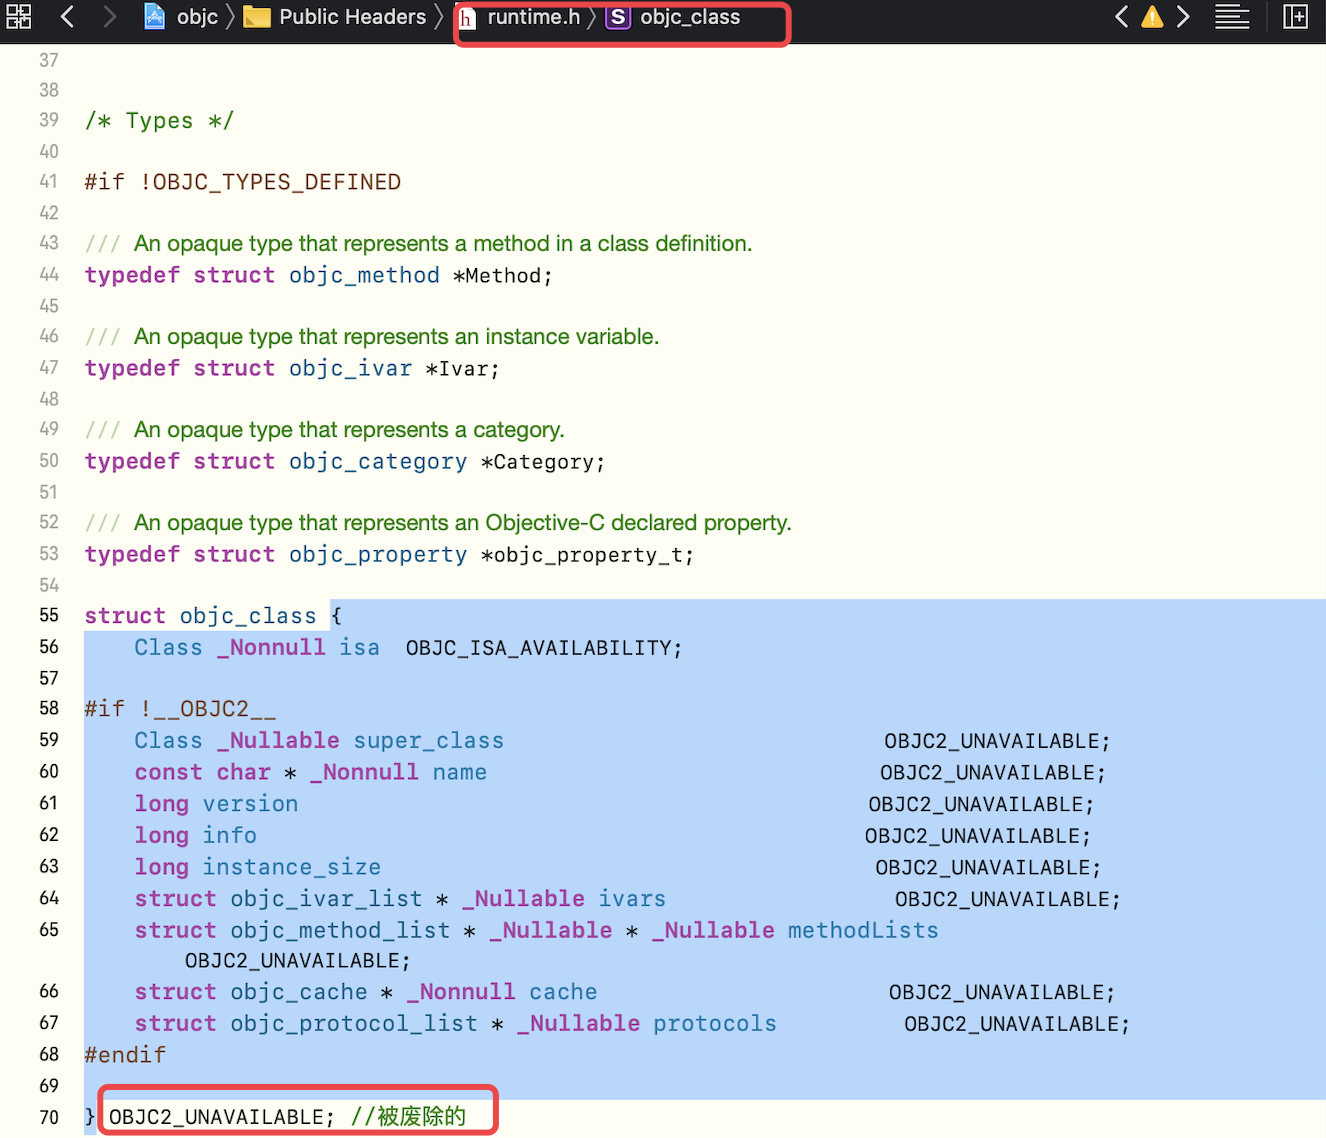 objc 〉 Public Headers 〉 h runtime.h 〉 S objc_class
37
38
39 /* Types */
40
41 #if !OBJC_TYPES_DEFINED
42
43 /// An opaque type that represents a method in a class definition.
44 typedef struct objc_method *Method;
45
46 /// An opaque type that represents an instance variable.
47 typedef struct objc_ivar *Ivar;
48
49 /// An opaque type that represents a category.
50 typedef struct objc_category *Category;
51
52 /// An opaque type that represents an Objective-C declared property.
53 typedef struct objc_property *objc_property_t;
54
55 struct objc_class {
56 Class _Nonnull isa OBJC_ISA_AVAILABILITY;
57
58 #if !__OBJC2__
59 Class _Nullable super_class OBJC2_UNAVAILABLE;
60 const char * _Nonnull name OBJC2_UNAVAILABLE;
61 long version OBJC2_UNAVAILABLE;
62 long info OBJC2_UNAVAILABLE;
63 long instance_size OBJC2_UNAVAILABLE;
64 struct objc_ivar_list * _Nullable ivars OBJC2_UNAVAILABLE;
65 struct objc_method_list * _Nullable * _Nullable methodLists
OBJC2_UNAVAILABLE;
66 struct objc_cache * _Nonnull cache OBJC2_UNAVAILABLE;
67 struct objc_protocol_list * _Nullable protocols OBJC2_UNAVAILABLE;
68 #endif
69
70 } OBJC2_UNAVAILABLE; //被废除的